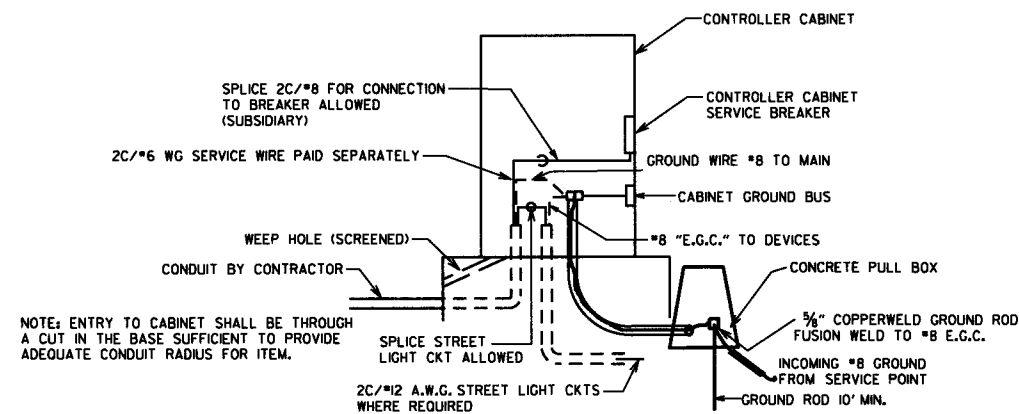 CONTROLLER CABINET
SPLICE 2C/#8 FOR CONNECTION
TO BREAKER ALLOWED
(SUBSIDIARY)
CONTROLLER CABINET
SERVICE BREAKER
2C/#6 WG SERVICE WIRE PAID SEPARATELY
GROUND WIRE #8 TO MAIN
CABINET GROUND BUS
#8 "E.G.C." TO DEVICES
WEEP HOLE (SCREENED)
CONDUIT BY CONTRACTOR
CONCRETE PULL BOX
NOTE: ENTRY TO CABINET SHALL BE THROUGH
A CUT IN THE BASE SUFFICIENT TO PROVIDE
ADEQUATE CONDUIT RADIUS FOR ITEM.
SPLICE STREET
LIGHT CKT ALLOWED
5/8" COPPERWELD GROUND ROD
FUSION WELD TO #8 E.G.C.
INCOMING #8 GROUND
FROM SERVICE POINT
2C/#12 A.W.G. STREET LIGHT CKTS
WHERE REQUIRED
GROUND ROD 10' MIN.